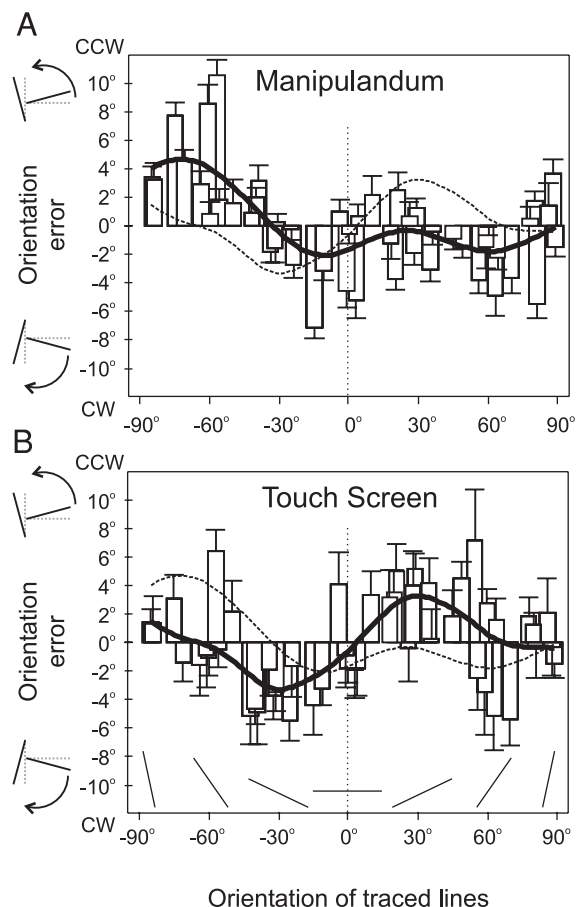 A
CCW
Manipulandum
10°
8°
6°
4°
2°
0°
-2°
-4°
-6°
-8°
-10°
Orientation
error
CW
-90°
-60°
-30°
0°
30°
60°
90°
B
CCW
Touch Screen
10°
8°
6°
4°
2°
0°
-2°
-4°
-6°
-8°
-10°
Orientation
error
CW
-90°
-60°
-30°
0°
30°
60°
90°
Orientation of traced lines